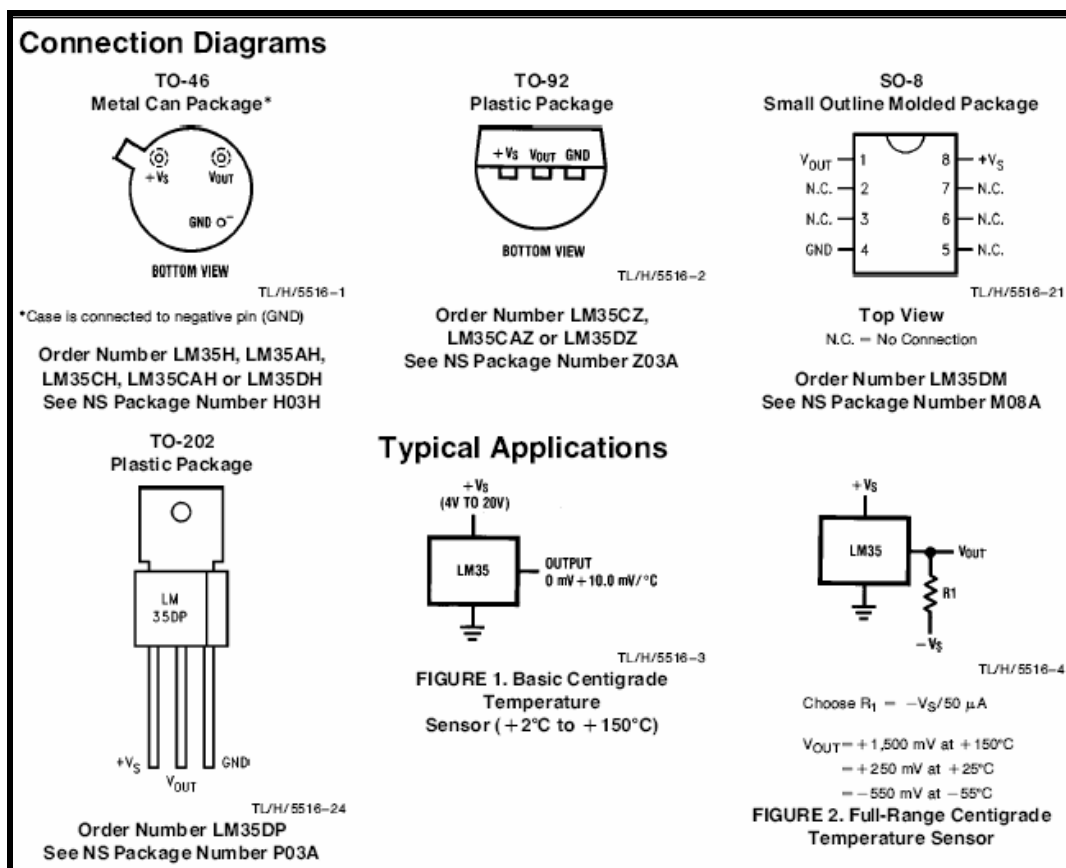 Connection Diagrams
TO-46
Metal Can Package*
+VS
VOUT
GND
BOTTOM VIEW
TL/H/5516-1
*Case is connected to negative pin (GND)
Order Number LM35H, LM35AH,
LM35CH, LM35CAH or LM35DH
See NS Package Number H03H
TO-92
Plastic Package
+VS VOUT GND
BOTTOM VIEW
TL/H/5516-2
Order Number LM35CZ,
LM35CAZ or LM35DZ
See NS Package Number Z03A
SO-8
Small Outline Molded Package
VOUT 1 8 +VS
N.C. 2 7 N.C.
N.C. 3 6 N.C.
GND 4 5 N.C.
TL/H/5516-21
Top View
N.C. = No Connection
Order Number LM35DM
See NS Package Number M08A
TO-202
Plastic Package
LM
35DP
+VS
VOUT
GND
TL/H/5516-24
Order Number LM35DP
See NS Package Number P03A
Typical Applications
+VS
(4V TO 20V)
LM35
OUTPUT
0 mV + 10.0 mV/°C
TL/H/5516-3
FIGURE 1. Basic Centigrade
Temperature
Sensor (+2°C to +150°C)
+VS
LM35
VOUT
R1
-VS
TL/H/5516-4
Choose R1 = -VS/50 µA
VOUT = +1,500 mV at +150°C
= +250 mV at +25°C
= -550 mV at -55°C
FIGURE 2. Full-Range Centigrade
Temperature Sensor